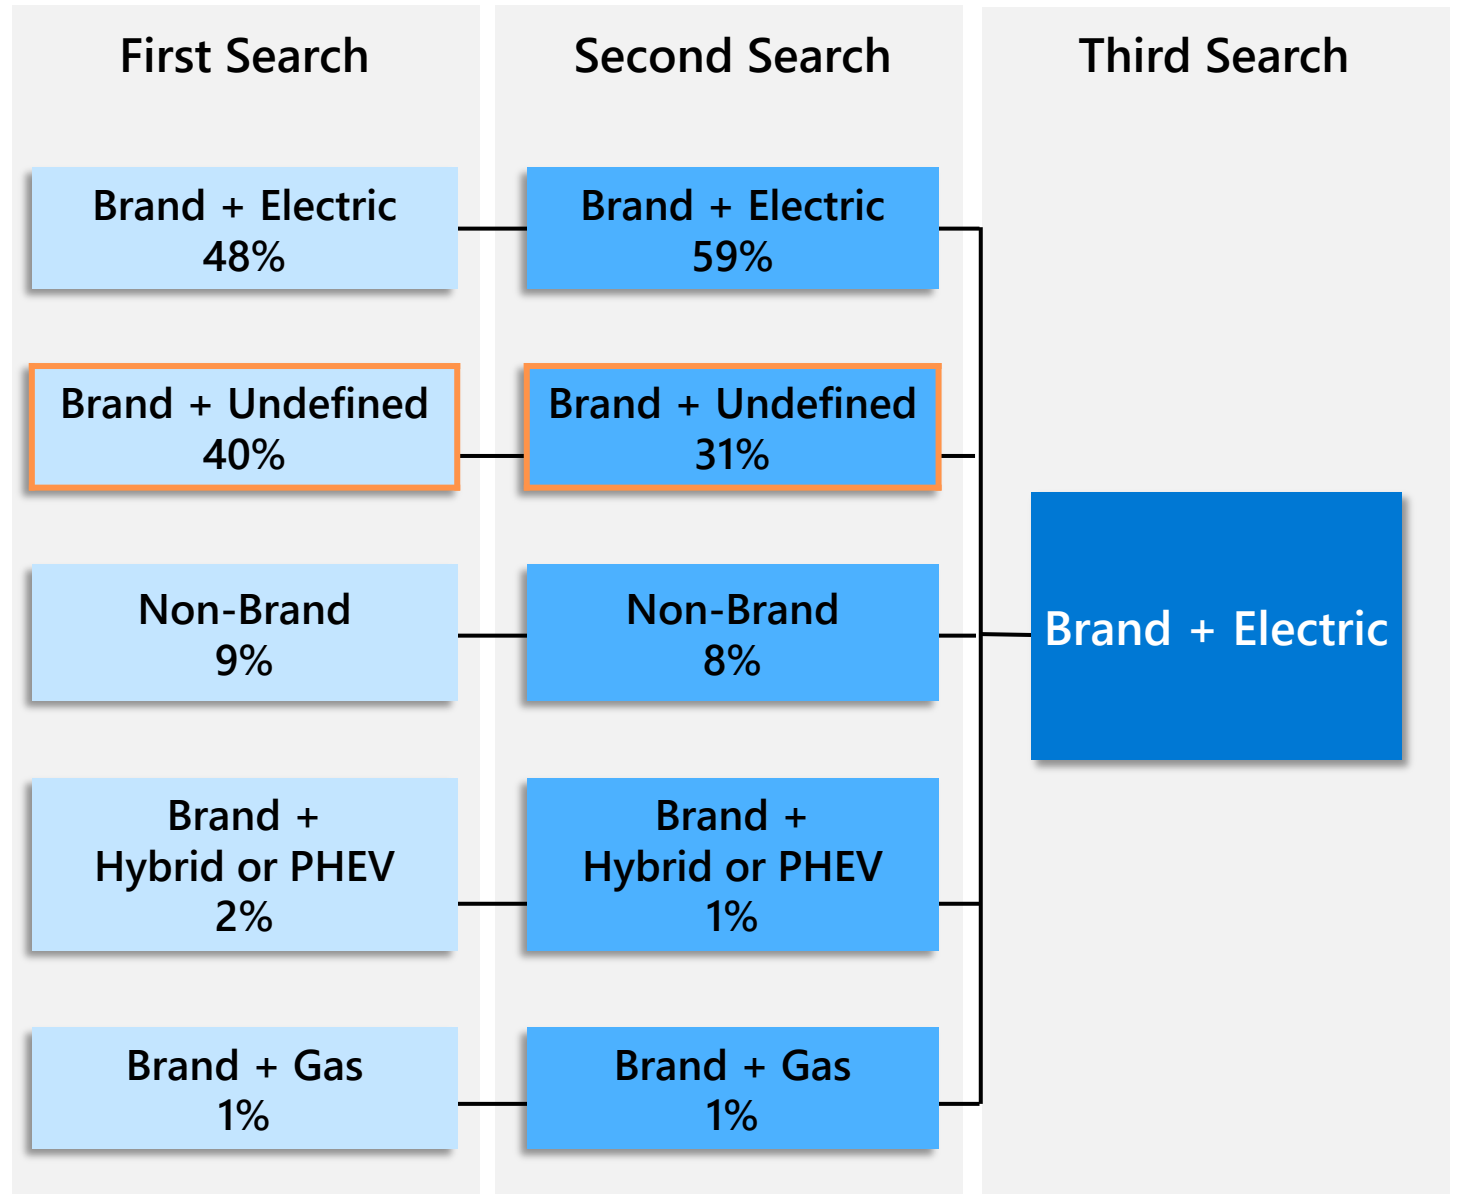 First Search
Second Search
Third Search
Brand + Electric
48%
Brand + Electric
59%
Brand + Undefined
40%
Brand + Undefined
31%
Non-Brand
9%
Non-Brand
8%
Brand + Electric
Brand +
Hybrid or PHEV
2%
Brand +
Hybrid or PHEV
1%
Brand + Gas
1%
Brand + Gas
1%